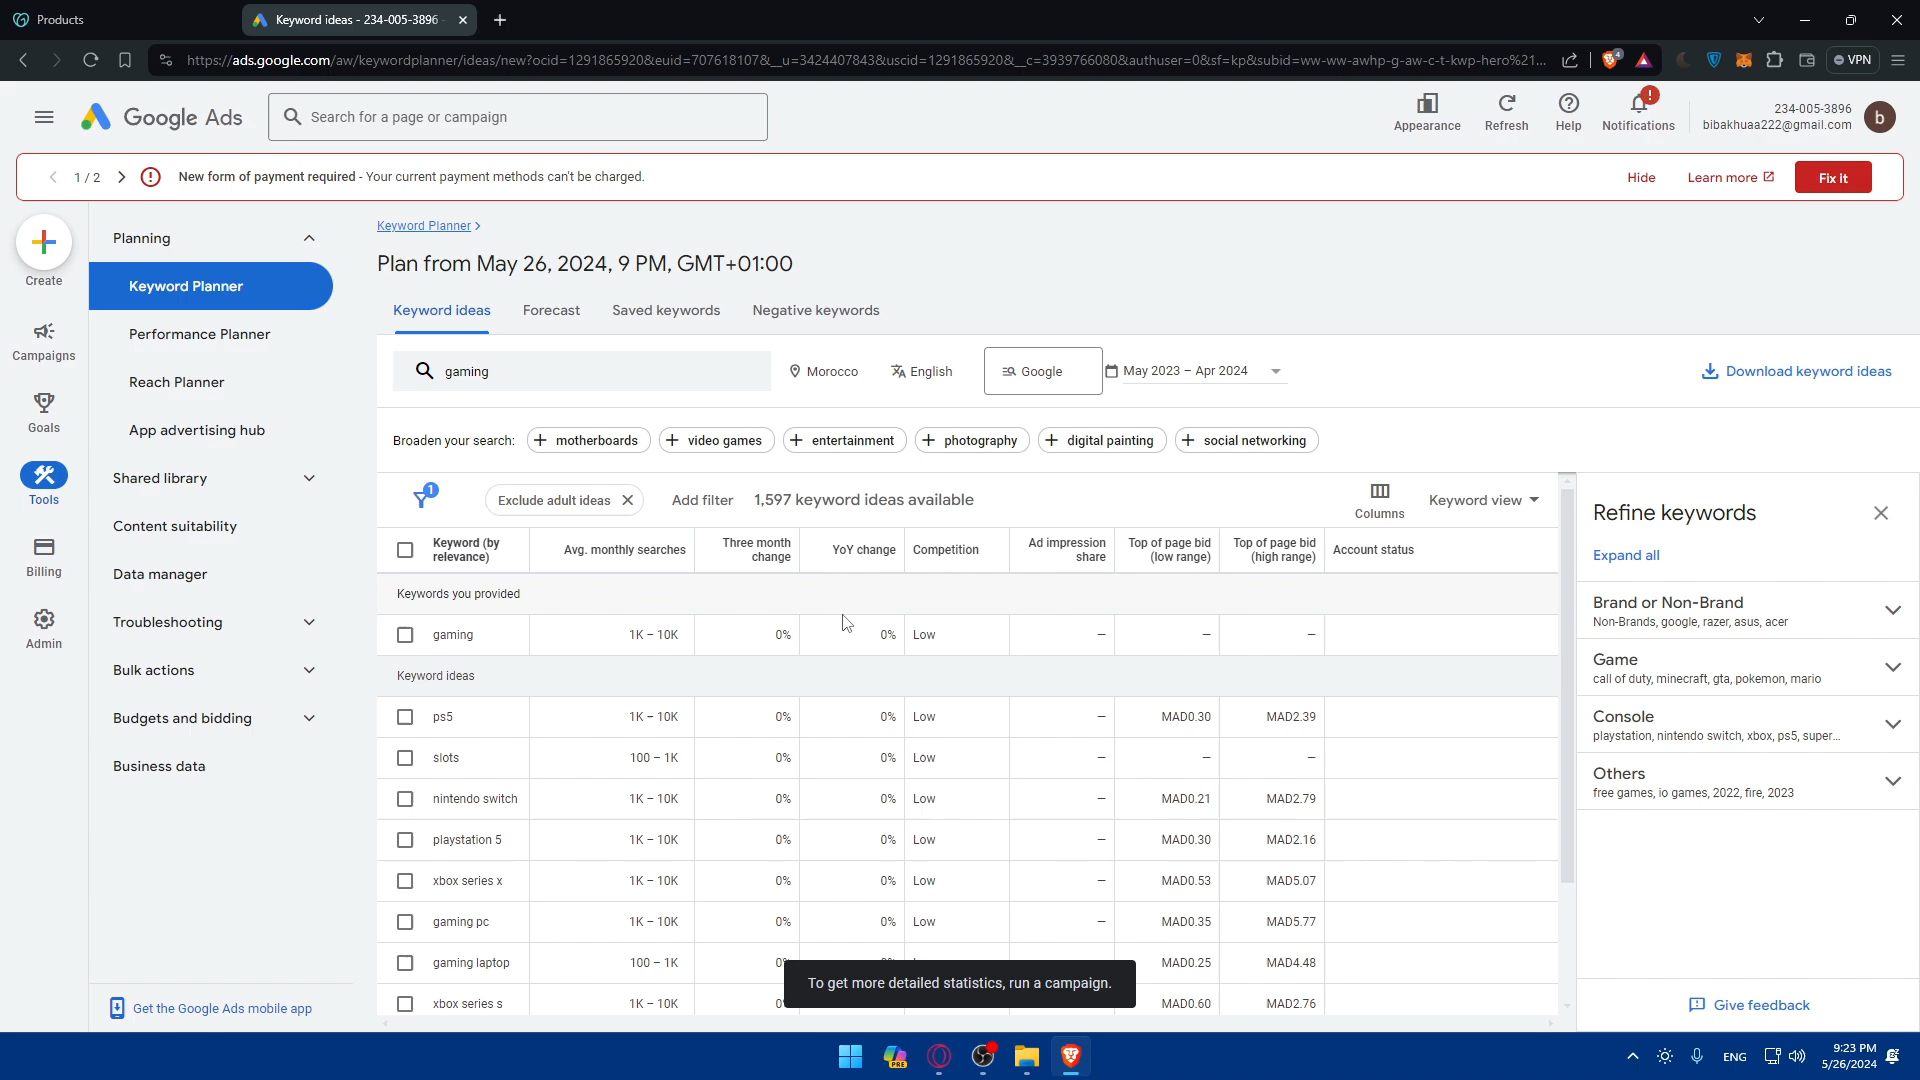 Products
Keyword ideas - 234-005-3896 -
https://ads.google.com/aw/keywordplanner/ideas/new?ocid=1291865920&euid=707618107&__u=3424407843&uscid=1291865920&__c=3939766080&authuser=0&sf=kp&subid=ww-ww-awhp-g-aw-c-t-kwp-hero%21...
4
VPN
Google Ads
Search for a page or campaign
Appearance
Refresh
Help
Notifications
234-005-3896
bibakhuaa222@gmail.com
b
1 / 2
New form of payment required - Your current payment methods can't be charged.
Hide
Learn more
Fix it
Create
Campaigns
Goals
Tools
Billing
Admin
Planning
Keyword Planner
Performance Planner
Reach Planner
App advertising hub
Shared library
Content suitability
Data manager
Troubleshooting
Bulk actions
Budgets and bidding
Business data
Get the Google Ads mobile app
Keyword Planner >
Plan from May 26, 2024, 9 PM, GMT+01:00
Keyword ideas Forecast Saved keywords Negative keywords
gaming
Morocco
English
Google
May 2023 – Apr 2024
Download keyword ideas
Broaden your search: + motherboards + video games + entertainment + photography + digital painting + social networking
1
Exclude adult ideas
Add filter
1,597 keyword ideas available
Columns
Keyword view
Keyword (by relevance) Avg. monthly searches Three month change YoY change Competition Ad impression share Top of page bid (low range) Top of page bid (high range) Account status
Keywords you provided
gaming 1K – 10K 0% 0% Low – – –
Keyword ideas
ps5 1K – 10K 0% 0% Low – MAD0.30 MAD2.39
slots 100 – 1K 0% 0% Low – – –
nintendo switch 1K – 10K 0% 0% Low – MAD0.21 MAD2.79
playstation 5 1K – 10K 0% 0% Low – MAD0.30 MAD2.16
xbox series x 1K – 10K 0% 0% Low – MAD0.53 MAD5.07
gaming pc 1K – 10K 0% 0% Low – MAD0.35 MAD5.77
gaming laptop 100 – 1K MAD0.25 MAD4.48
xbox series s 1K – 10K MAD0.60 MAD2.76
To get more detailed statistics, run a campaign.
Refine keywords
Expand all
Brand or Non-Brand
Non-Brands, google, razer, asus, acer
Game
call of duty, minecraft, gta, pokemon, mario
Console
playstation, nintendo switch, xbox, ps5, super...
Others
free games, io games, 2022, fire, 2023
Give feedback
PRE
ENG
9:23 PM
5/26/2024